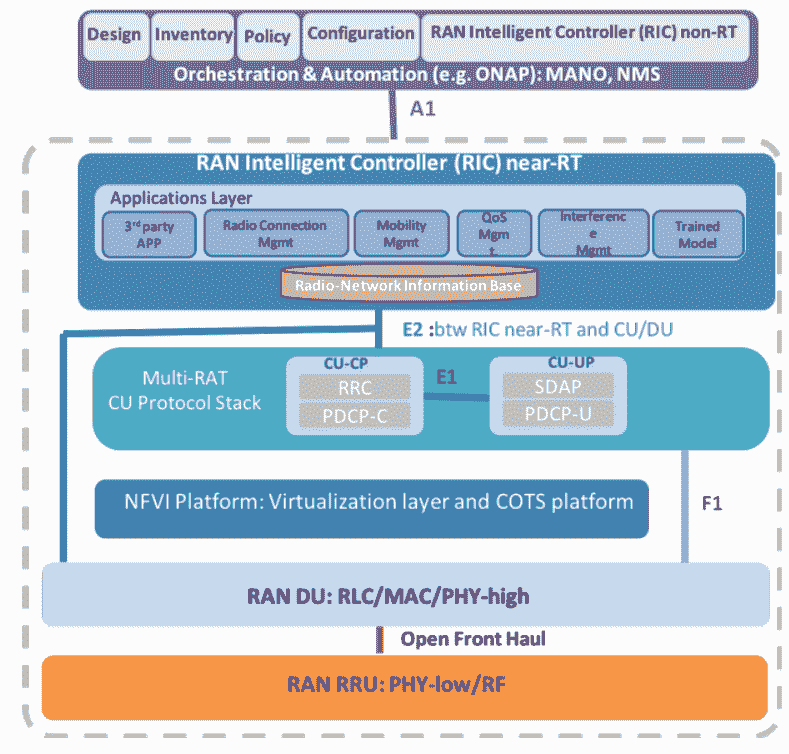 Design Inventory Policy Configuration RAN Intelligent Controller (RIC) non-RT
Orchestration & Automation (e.g. ONAP): MANO, NMS
A1
RAN Intelligent Controller (RIC) near-RT
Applications Layer
3rd party
APP
Radio Connection
Mgmt
Mobility
Mgmt
QoS
Mgm
t.
Interferenc
e
Mgmt
Trained
Model
Radio-Network Information Base
E2 :btw RIC near-RT and CU/DU
Multi-RAT
CU Protocol Stack
CU-CP
RRC
PDCP-C
E1
CU-UP
SDAP
PDCP-U
NFVI Platform: Virtualization layer and COTS platform
F1
RAN DU: RLC/MAC/PHY-high
Open Front Haul
RAN RRU: PHY-low/RF